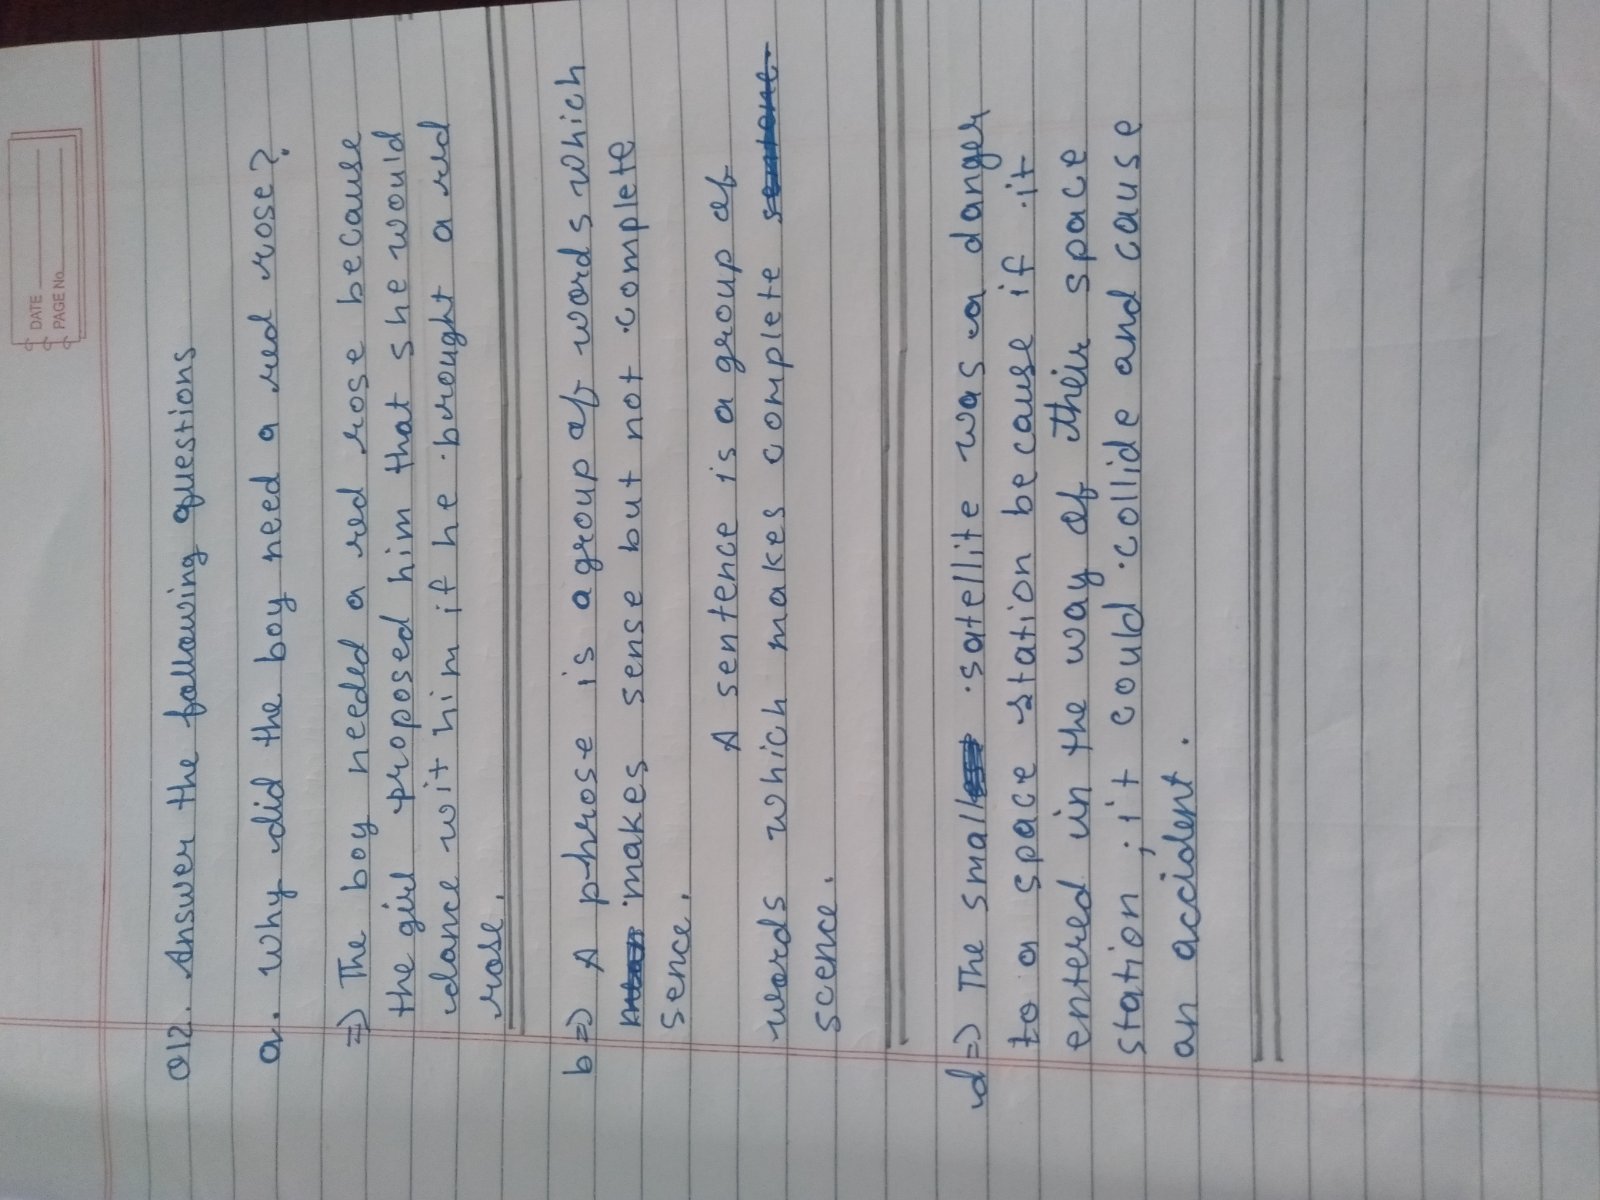 DATE
PAGE No.
Q12. Answer the following questions
a. Why did the boy need a red rose?
=> The boy needed a red rose because
the girl proposed him that she would
dance wit him if he brought a red
rose.
b => A phrase is a group of words which
makes sense but not complete
sence.
A sentence is a group of
words which makes complete sentence.
scence.
d => The small satellite was a danger
to a space station because if it
entered in the way of their space
station, it could collide and cause
an accident.